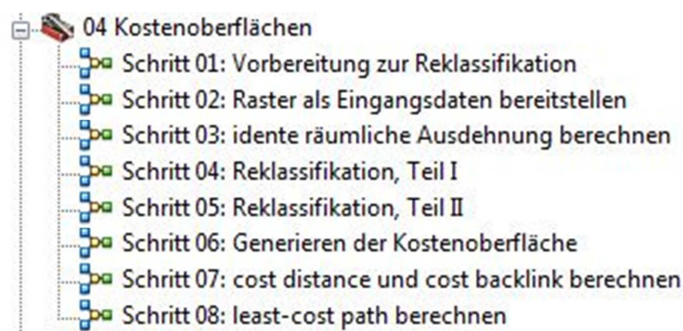 04 Kostenoberflächen
Schritt 01: Vorbereitung zur Reklassifikation
Schritt 02: Raster als Eingangsdaten bereitstellen
Schritt 03: idente räumliche Ausdehnung berechnen
Schritt 04: Reklassifikation, Teil I
Schritt 05: Reklassifikation, Teil II
Schritt 06: Generieren der Kostenoberfläche
Schritt 07: cost distance und cost backlink berechnen
Schritt 08: least-cost path berechnen